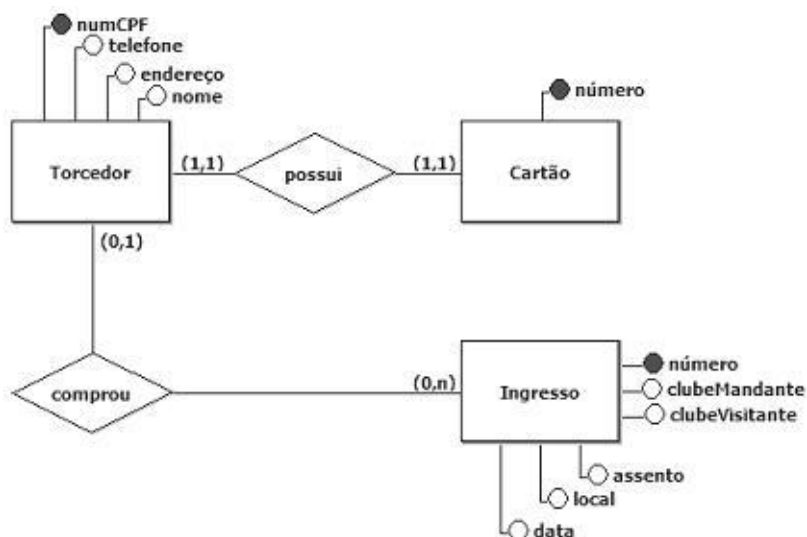 numCPF
telefone
endereço
nome
número
Torcedor
(1,1)
possui
(1,1)
Cartão
(0,1)
comprou
(0,n)
Ingresso
número
clubeMandante
clubeVisitante
assento
local
data